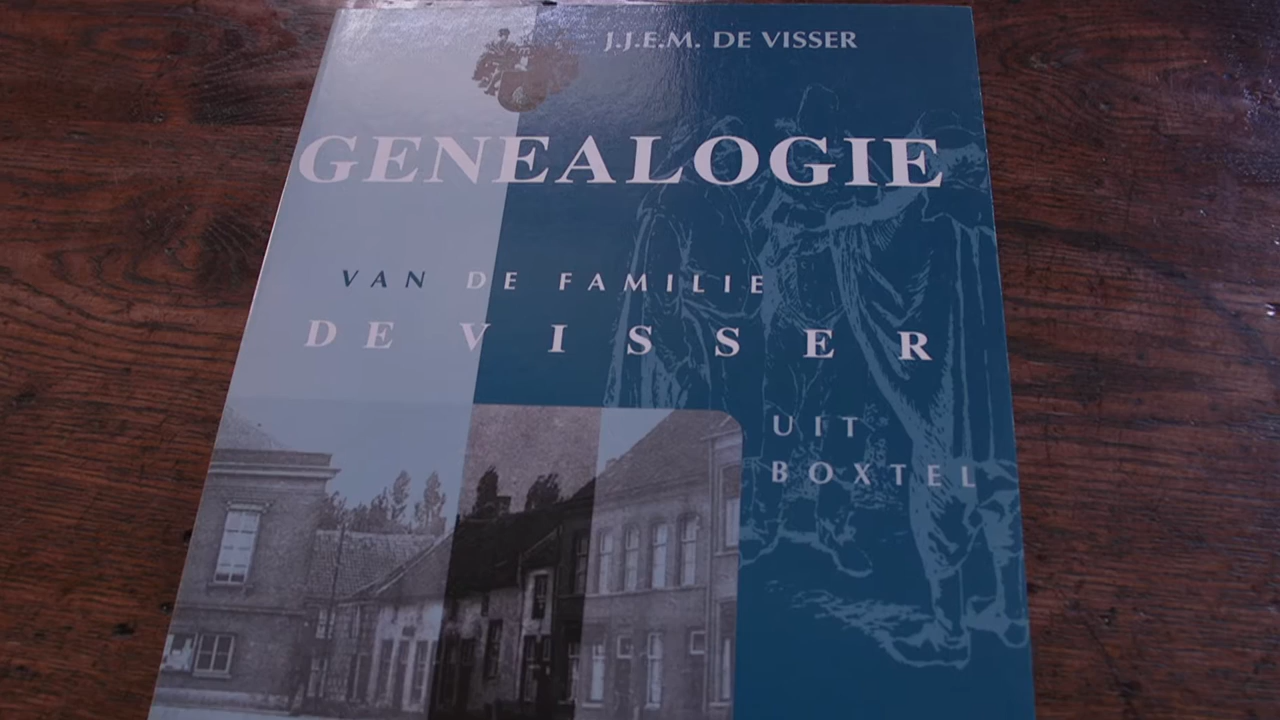 J.J.E.M. DE VISSER
GENEALOGIE
VAN DE FAMILIE
DE VISSER
UIT
BOXTEL